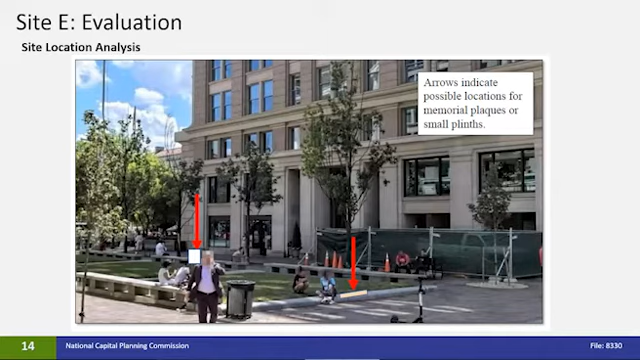 Site E: Evaluation
Site Location Analysis
Arrows indicate
possible locations for
memorial plaques or
small plinths.
14
National Capital Planning Commission
File: 8330